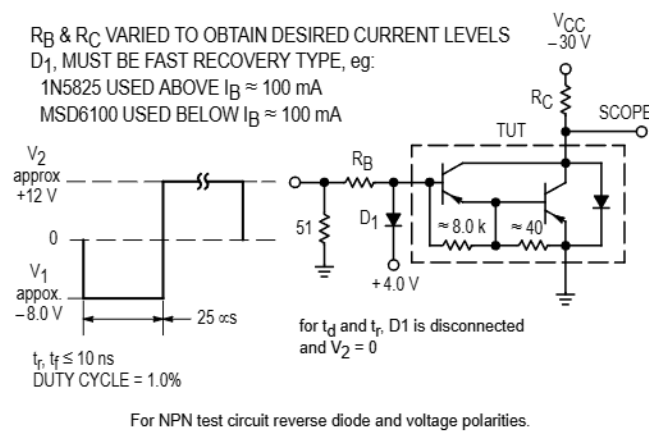 RB & RC VARIED TO OBTAIN DESIRED CURRENT LEVELS
D1, MUST BE FAST RECOVERY TYPE, eg:
1N5825 USED ABOVE IB ≈ 100 mA
MSD6100 USED BELOW IB ≈ 100 mA
VCC
−30 V
RC
SCOPE
TUT
V2
approx
+12 V
0
V1
appox.
−8.0 V
25 ∝s
RB
51
D1
+4.0 V
≈ 8.0 k
≈ 40
tr, tf ≤ 10 ns
DUTY CYCLE = 1.0%
for td and tr, D1 is disconnected
and V2 = 0
For NPN test circuit reverse diode and voltage polarities.